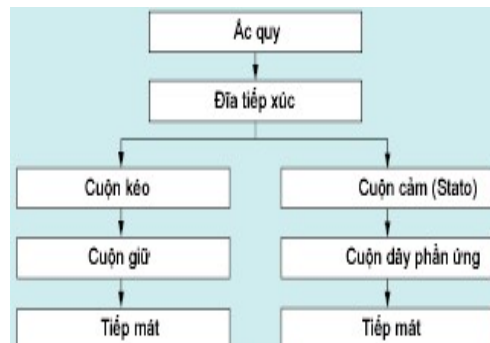 Ác quy
Đĩa tiếp xúc
Cuộn kéo
Cuộn cảm (Stato)
Cuộn giữ
Cuộn dây phần ứng
Tiếp mát
Tiếp mát